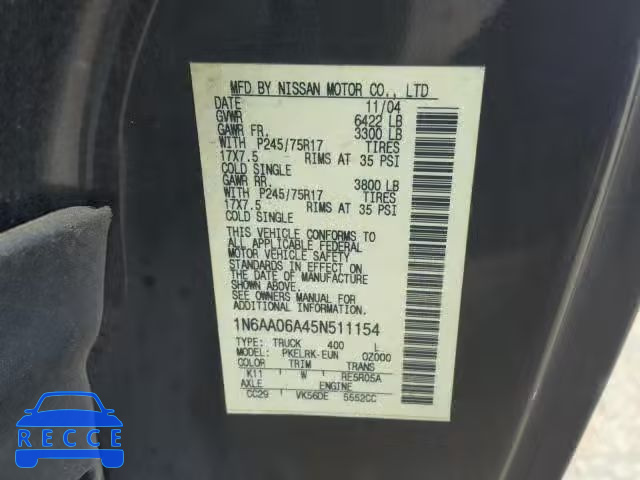 MFD BY NISSAN MOTOR CO., LTD
DATE 11/04
GVWR 6422 LB
GAWR FR. 3300 LB
WITH P245/75R17 TIRES
17X7.5 RIMS AT 35 PSI
COLD SINGLE
GAWR RR. 3800 LB
WITH P245/75R17 TIRES
17X7.5 RIMS AT 35 PSI
COLD SINGLE
THIS VEHICLE CONFORMS TO
ALL APPLICABLE FEDERAL
MOTOR VEHICLE SAFETY
STANDARDS IN EFFECT ON
THE DATE OF MANUFACTURE
SHOWN ABOVE.
SEE OWNERS MANUAL FOR
ADDITIONAL INFORMATION.
1N6AA06A45N511154
TYPE: TRUCK 400 L
MODEL: PKELRK-EUN 0Z000
COLOR TRIM TRANS
K11 W RE5R05A
AXLE ENGINE
CC29 VK56DE 5552CC
BIDFAX